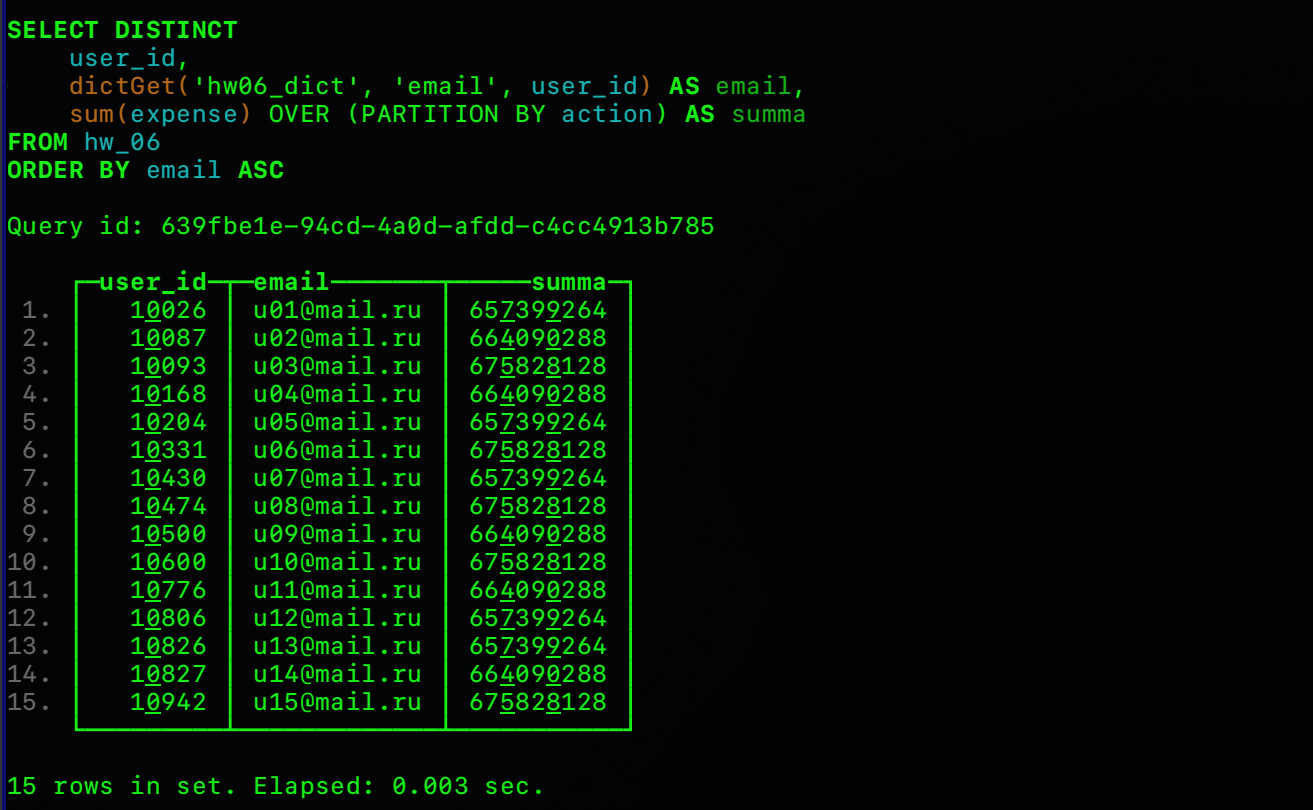 SELECT DISTINCT
    user_id,
    dictGet('hw06_dict', 'email', user_id) AS email,
    sum(expense) OVER (PARTITION BY action) AS summa
FROM hw_06
ORDER BY email ASC
Query id: 639fbe1e-94cd-4a0d-afdd-c4cc4913b785
user_id email summa
1. 10026 u01@mail.ru 657399264
2. 10087 u02@mail.ru 664090288
3. 10093 u03@mail.ru 675828128
4. 10168 u04@mail.ru 664090288
5. 10204 u05@mail.ru 657399264
6. 10331 u06@mail.ru 675828128
7. 10430 u07@mail.ru 657399264
8. 10474 u08@mail.ru 675828128
9. 10500 u09@mail.ru 664090288
10. 10600 u10@mail.ru 675828128
11. 10776 u11@mail.ru 664090288
12. 10806 u12@mail.ru 657399264
13. 10826 u13@mail.ru 657399264
14. 10827 u14@mail.ru 664090288
15. 10942 u15@mail.ru 675828128
15 rows in set. Elapsed: 0.003 sec.